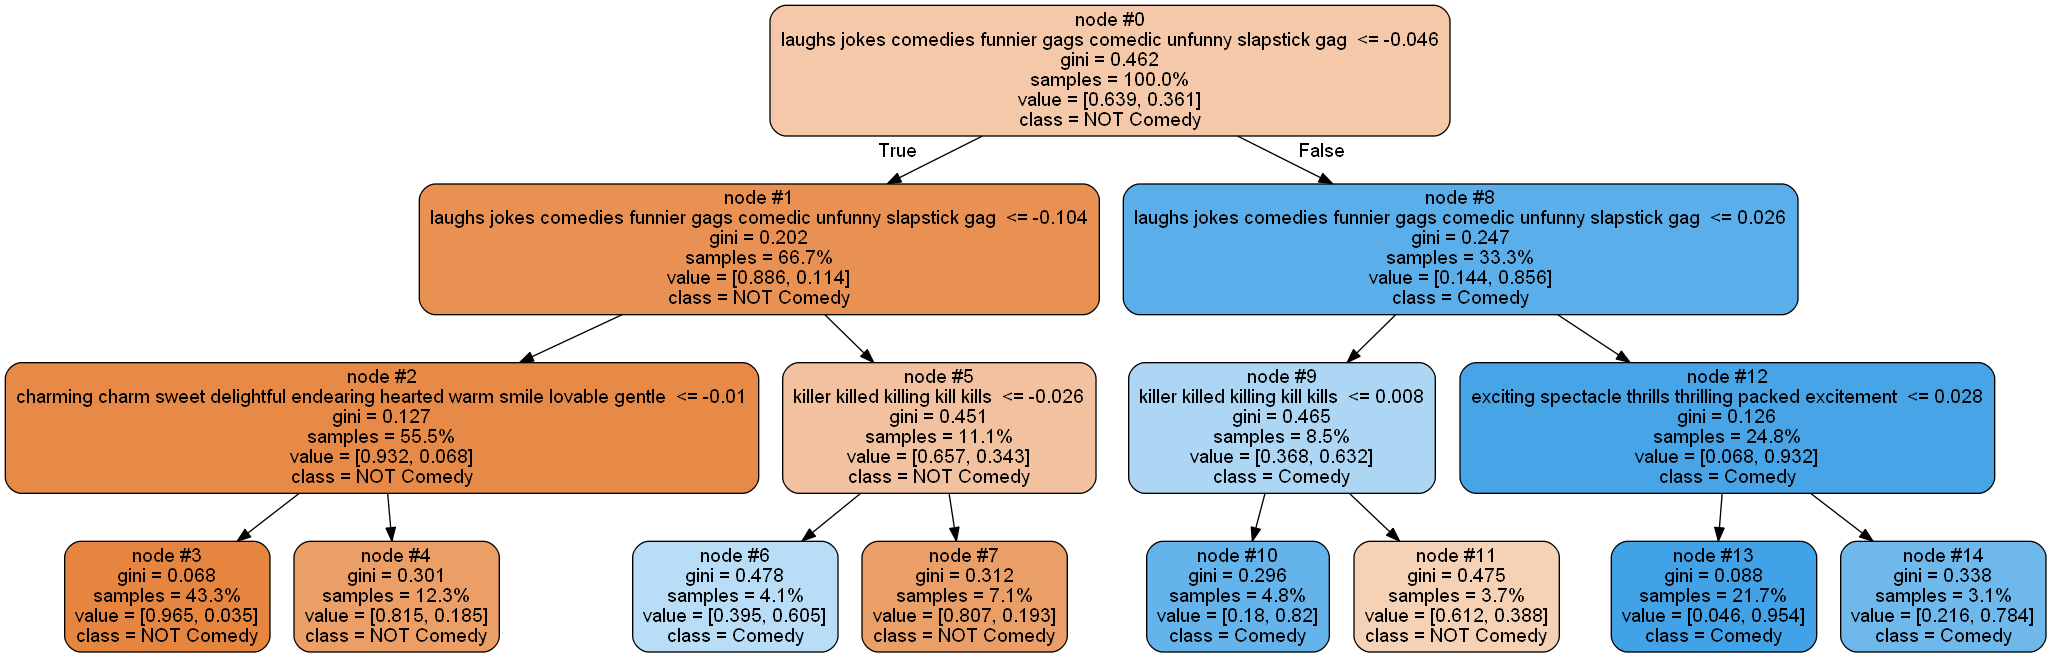 node #0
laughs jokes comedies funnier gags comedic unfunny slapstick gag <= -0.046
gini = 0.462
samples = 100.0%
value = [0.639, 0.361]
class = NOT Comedy
True
False
node #1
laughs jokes comedies funnier gags comedic unfunny slapstick gag <= -0.104
gini = 0.202
samples = 66.7%
value = [0.886, 0.114]
class = NOT Comedy
node #8
laughs jokes comedies funnier gags comedic unfunny slapstick gag <= 0.026
gini = 0.247
samples = 33.3%
value = [0.144, 0.856]
class = Comedy
node #2
charming charm sweet delightful endearing hearted warm smile lovable gentle <= -0.01
gini = 0.127
samples = 55.5%
value = [0.932, 0.068]
class = NOT Comedy
node #5
killer killed killing kill kills <= -0.026
gini = 0.451
samples = 11.1%
value = [0.657, 0.343]
class = NOT Comedy
node #9
killer killed killing kill kills <= 0.008
gini = 0.465
samples = 8.5%
value = [0.368, 0.632]
class = Comedy
node #12
exciting spectacle thrills thrilling packed excitement <= 0.028
gini = 0.126
samples = 24.8%
value = [0.068, 0.932]
class = Comedy
node #3
gini = 0.068
samples = 43.3%
value = [0.965, 0.035]
class = NOT Comedy
node #4
gini = 0.301
samples = 12.3%
value = [0.815, 0.185]
class = NOT Comedy
node #6
gini = 0.478
samples = 4.1%
value = [0.395, 0.605]
class = Comedy
node #7
gini = 0.312
samples = 7.1%
value = [0.807, 0.193]
class = NOT Comedy
node #10
gini = 0.296
samples = 4.8%
value = [0.18, 0.82]
class = Comedy
node #11
gini = 0.475
samples = 3.7%
value = [0.612, 0.388]
class = NOT Comedy
node #13
gini = 0.088
samples = 21.7%
value = [0.046, 0.954]
class = Comedy
node #14
gini = 0.338
samples = 3.1%
value = [0.216, 0.784]
class = Comedy